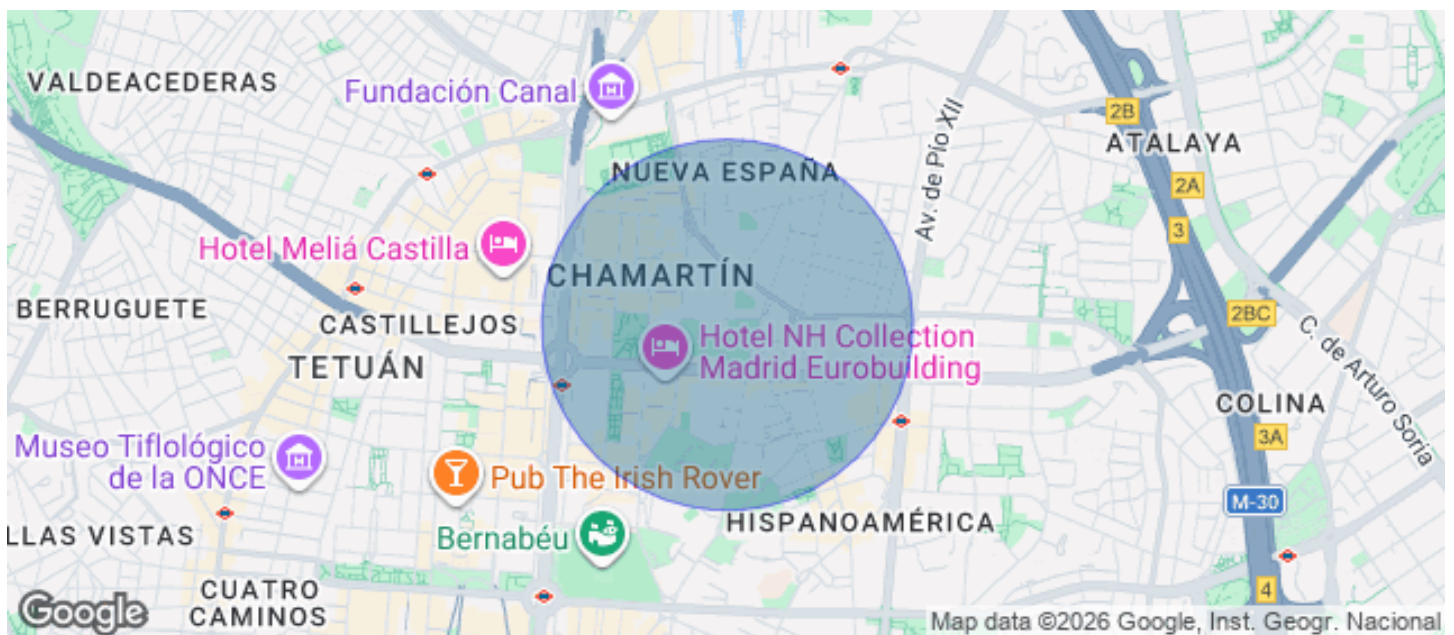 VALDEACEDERAS
Fundación Canal
2B
ATALAYA
NUEVA ESPAÑA
Av. de Pío XII
2A
3
Hotel Meliá Castilla
CHAMARTÍN
BERRUGUETE
CASTILLEJOS
2BC
TETUÁN
Hotel NH Collection
Madrid Eurobuilding
C. de Arturo Soria
COLINA
3A
Museo Tiflológico
de la ONCE
Pub The Irish Rover
M-30
LLAS VISTAS
Bernabéu
HISPANOAMÉRICA
CUATRO
CAMINOS
4
Google
Map data ©2026 Google, Inst. Geogr. Nacional